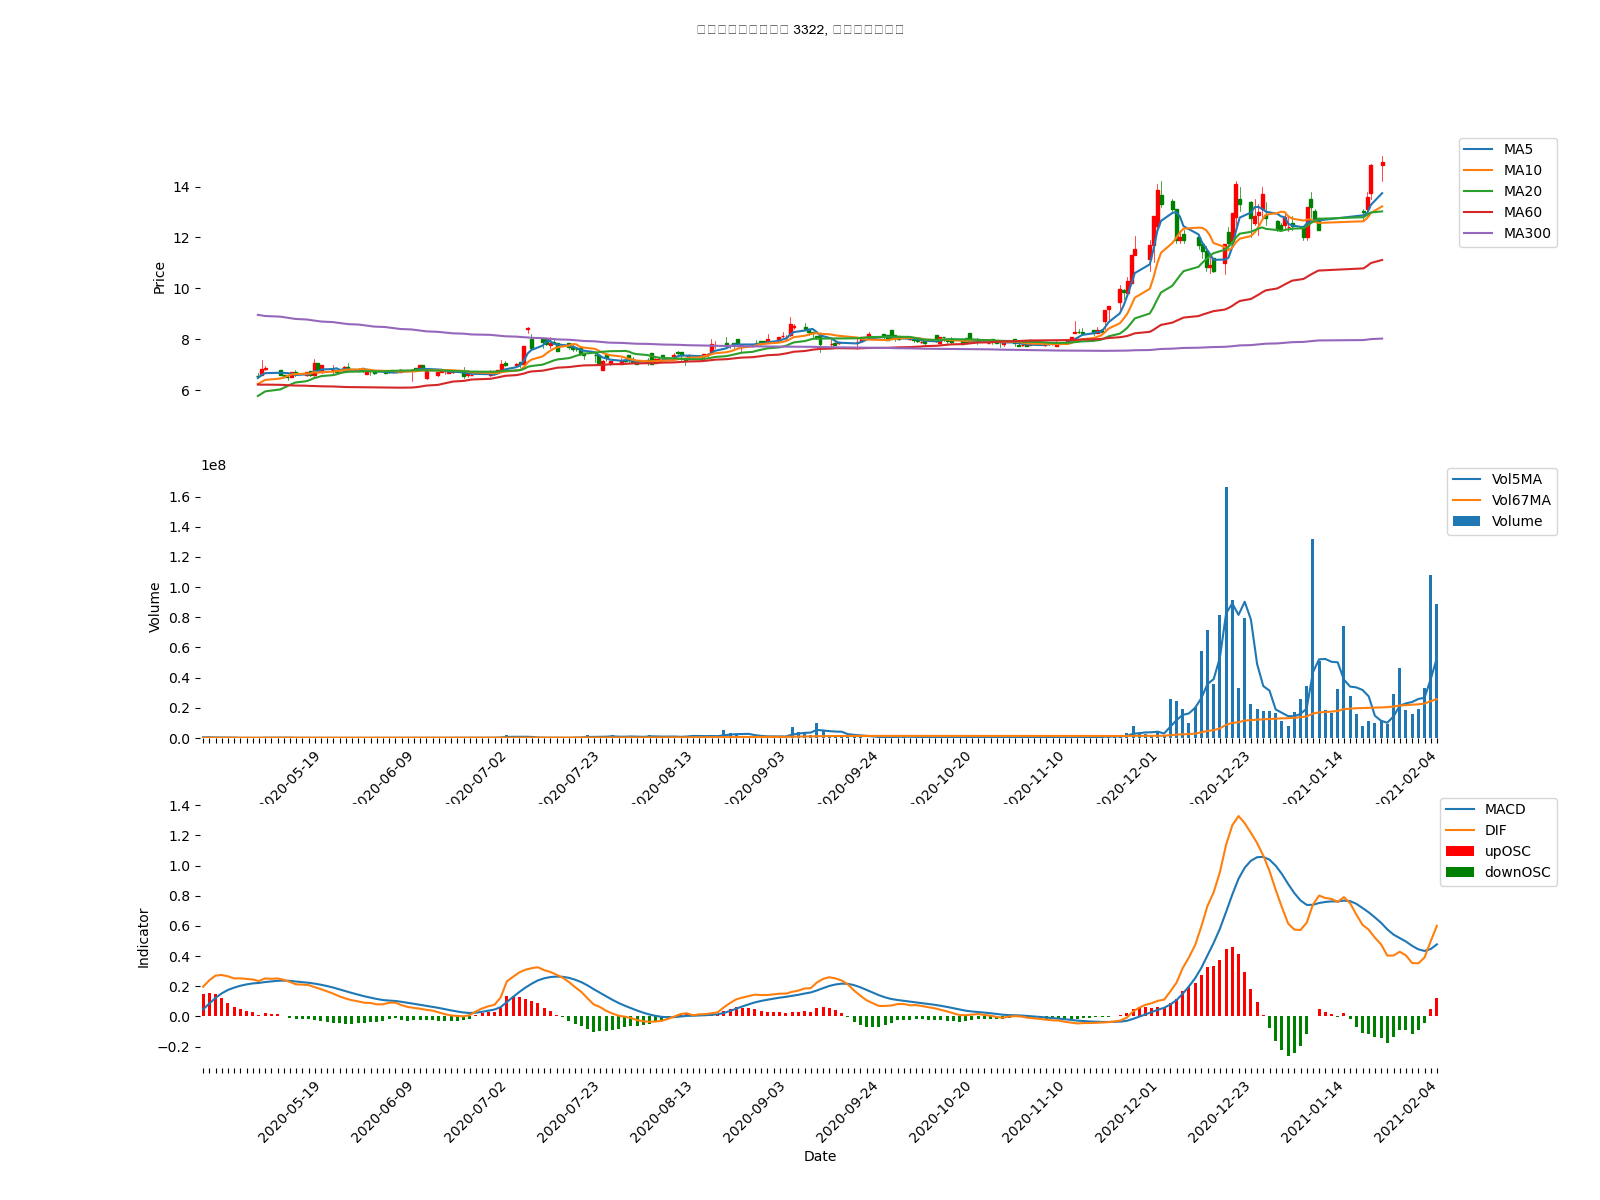 3322,
14
12
10
8
6
Price
MA5
MA10
MA20
MA60
MA300
1e8
1.6
1.4
1.2
1.0
0.8
0.6
0.4
0.2
0.0
Volume
Vol5MA
Vol67MA
Volume
2020-05-19
2020-06-09
2020-07-02
2020-07-23
2020-08-13
2020-09-03
2020-09-24
2020-10-20
2020-11-10
2020-12-01
2020-12-23
2021-01-14
2021-02-04
1.4
1.2
1.0
0.8
0.6
0.4
0.2
0.0
−0.2
Indicator
MACD
DIF
upOSC
downOSC
2020-05-19
2020-06-09
2020-07-02
2020-07-23
2020-08-13
2020-09-03
2020-09-24
2020-10-20
2020-11-10
2020-12-01
2020-12-23
2021-01-14
2021-02-04
Date